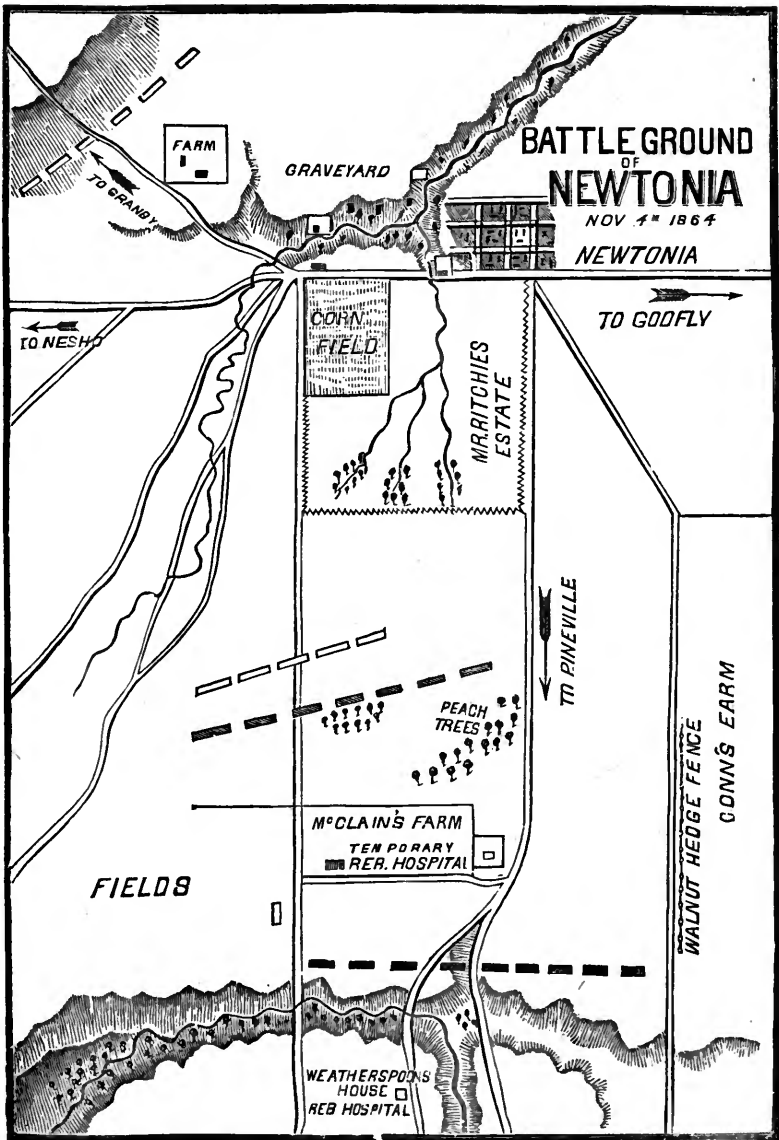 BATTLE GROUND
OF
NEWTONIA
NOV 4TH 1864
FARM
GRAVEYARD
TO GRANBY
NEWTONIA
TO NESHO
CORN
FIELD
TO GODFLY
MR. RITCHIES
ESTATE
TO PINEVILLE
PEACH
TREES
WALNUT HEDGE FENCE
CONN'S FARM
McCLAIN'S FARM
TEMPORARY
REB. HOSPITAL
FIELDS
WEATHERSPOONS
HOUSE
REB HOSPITAL